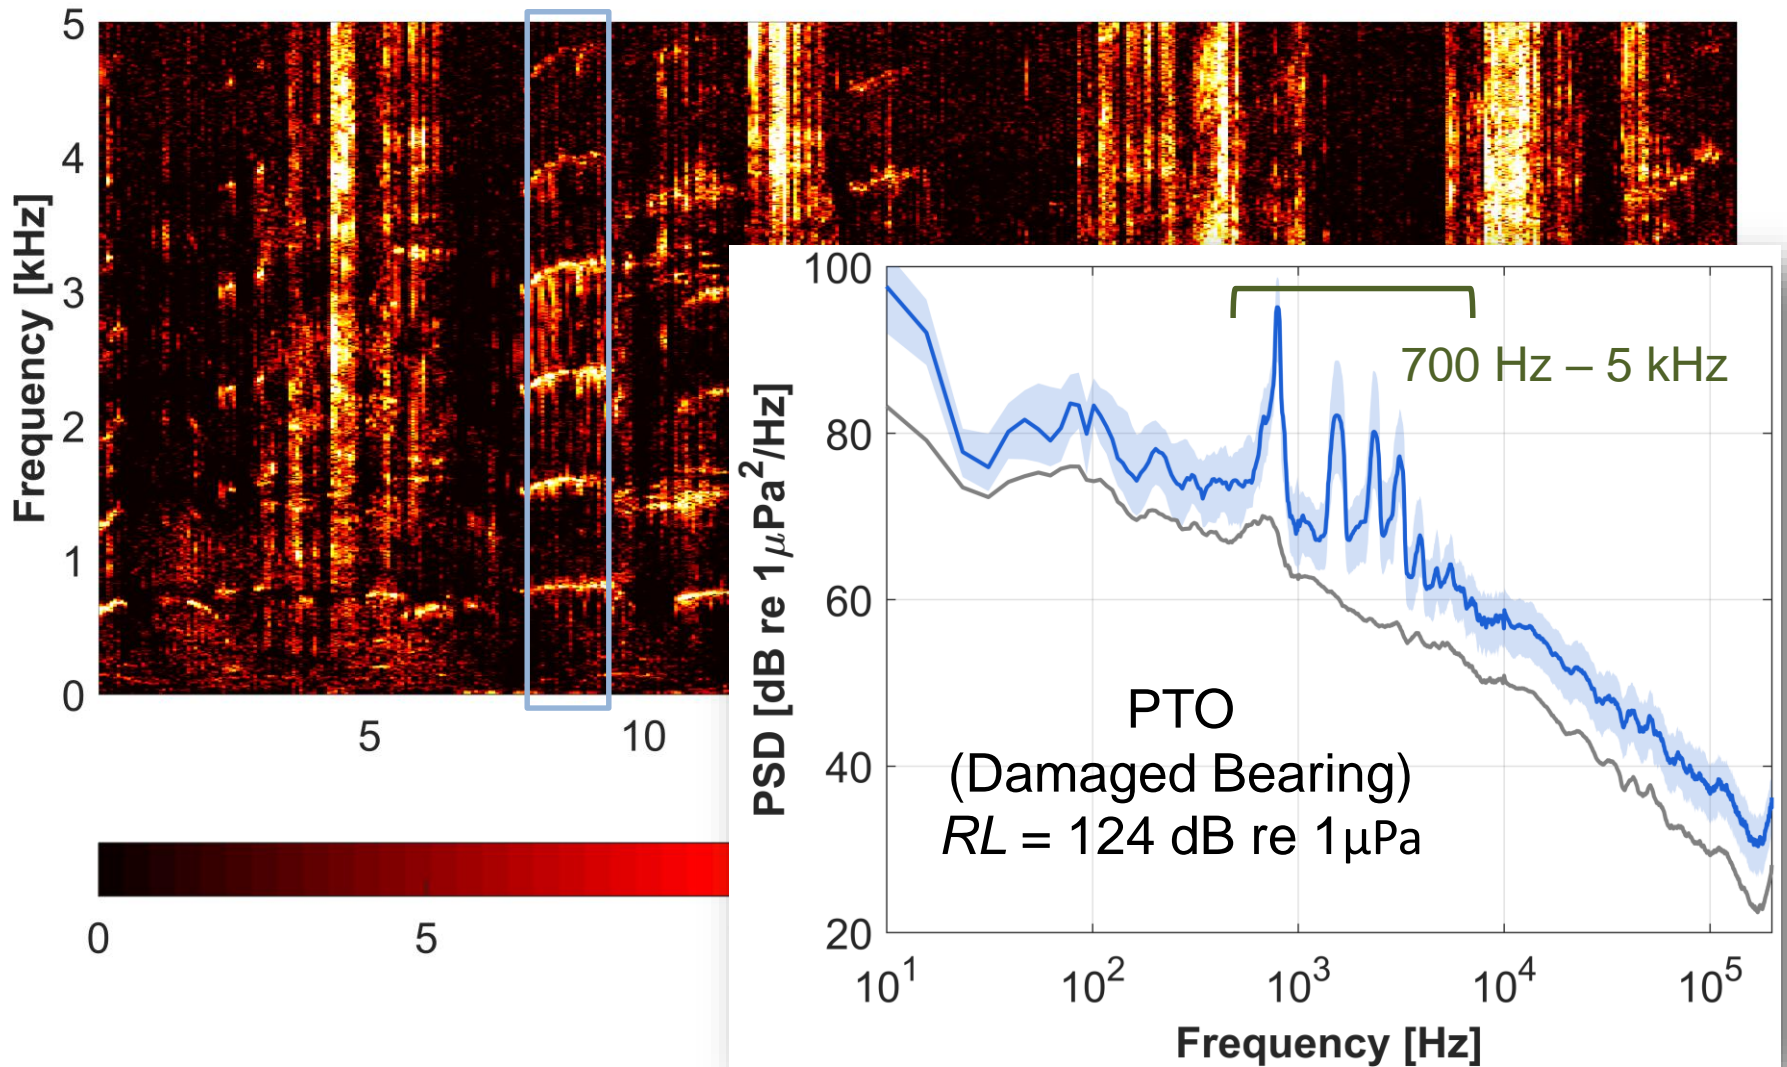 5
4
3
2
1
0
Frequency [kHz]
5
10
0
5
100
80
60
40
20
PSD [dB re 1μPa²/Hz]
700 Hz – 5 kHz
PTO
(Damaged Bearing)
RL = 124 dB re 1µPa
10¹
10²
10³
10⁴
10⁵
Frequency [Hz]